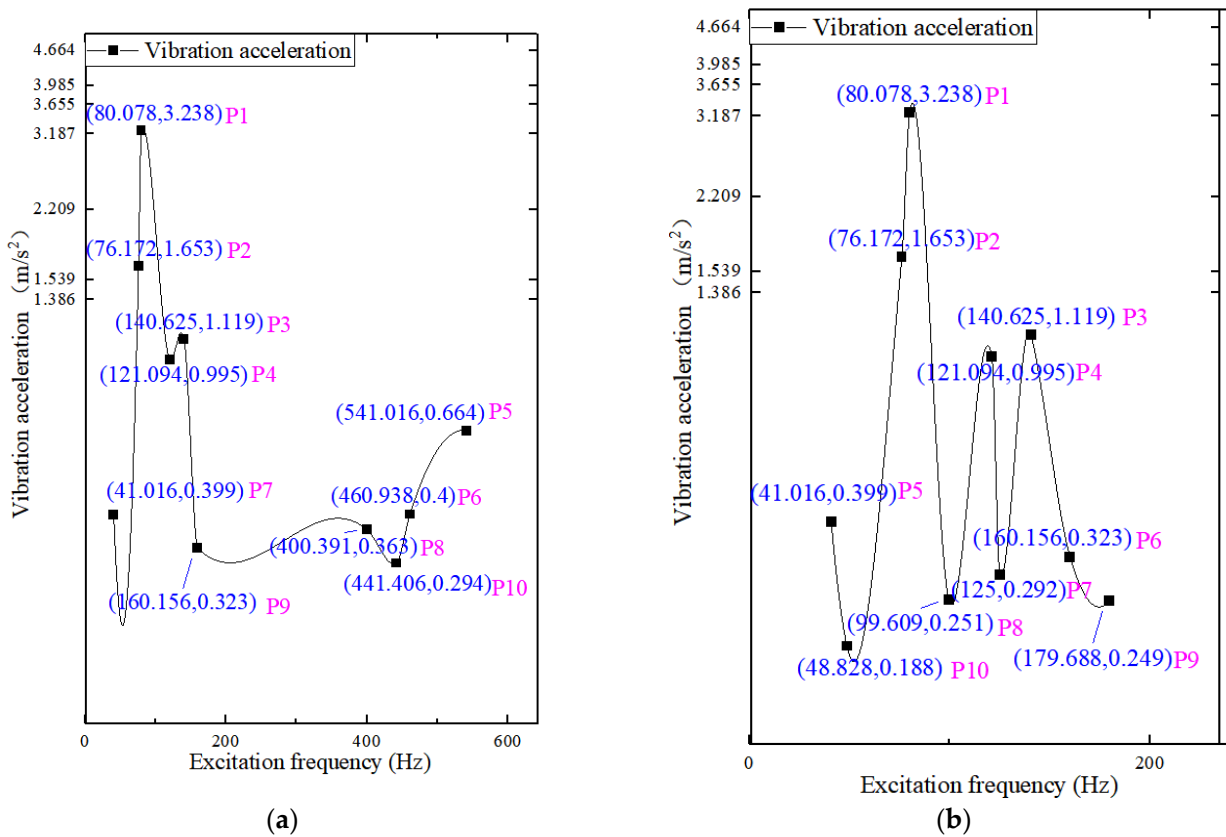 Vibration acceleration
4.664
3.985
3.655
3.187
2.209
1.539
1.386
Vibration acceleration (m/s²)
(80.078,3.238) P1
(76.172,1.653) P2
(140.625,1.119) P3
(121.094,0.995) P4
(541.016,0.664) P5
(41.016,0.399) P7
(460.938,0.4) P6
(400.391,0.363) P8
(441.406,0.294) P10
(160.156,0.323) P9
0 200 400 600
Excitation frequency (Hz)
(a)
Vibration acceleration
4.664
3.985
3.655
3.187
2.209
1.539
1.386
Vibration acceleration (m/s²)
(80.078,3.238) P1
(76.172,1.653) P2
(140.625,1.119) P3
(121.094,0.995) P4
(41.016,0.399) P5
(160.156,0.323) P6
(125,0.292) P7
(99.609,0.251) P8
(179.688,0.249) P9
(48.828,0.188) P10
0 200
Excitation frequency (Hz)
(b)